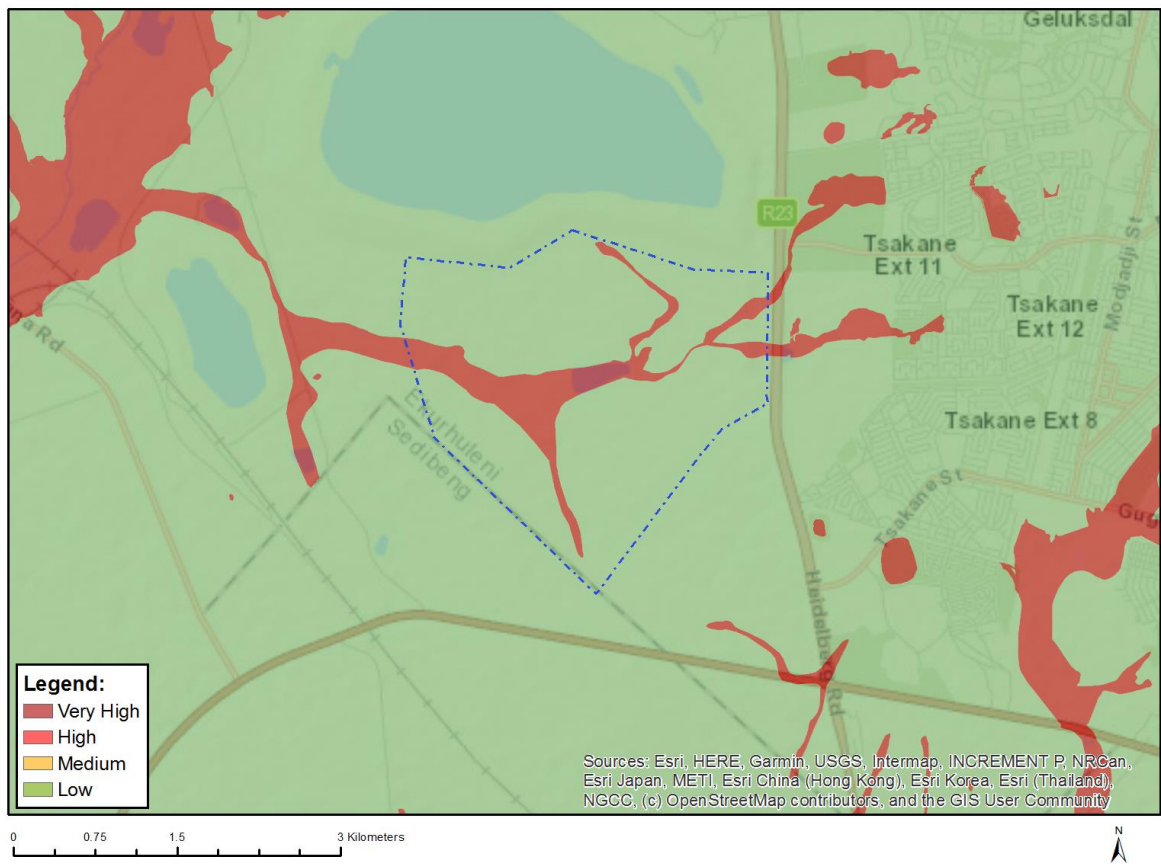 Geluksdal
R23
Tsakane
Ext 11
Modjadji St
Tsakane
Ext 12
Ekurhuleni
Sedibeng
Tsakane Ext 8
Tsakane St
Heidelberg Rd
Legend:
Very High
High
Medium
Low
Sources: Esri, HERE, Garmin, USGS, Intermap, INCREMENT P, NRCan,
Esri Japan, METI, Esri China (Hong Kong), Esri Korea, Esri (Thailand),
NGCC, (c) OpenStreetMap contributors, and the GIS User Community
0 0.75 1.5 3 Kilometers
N